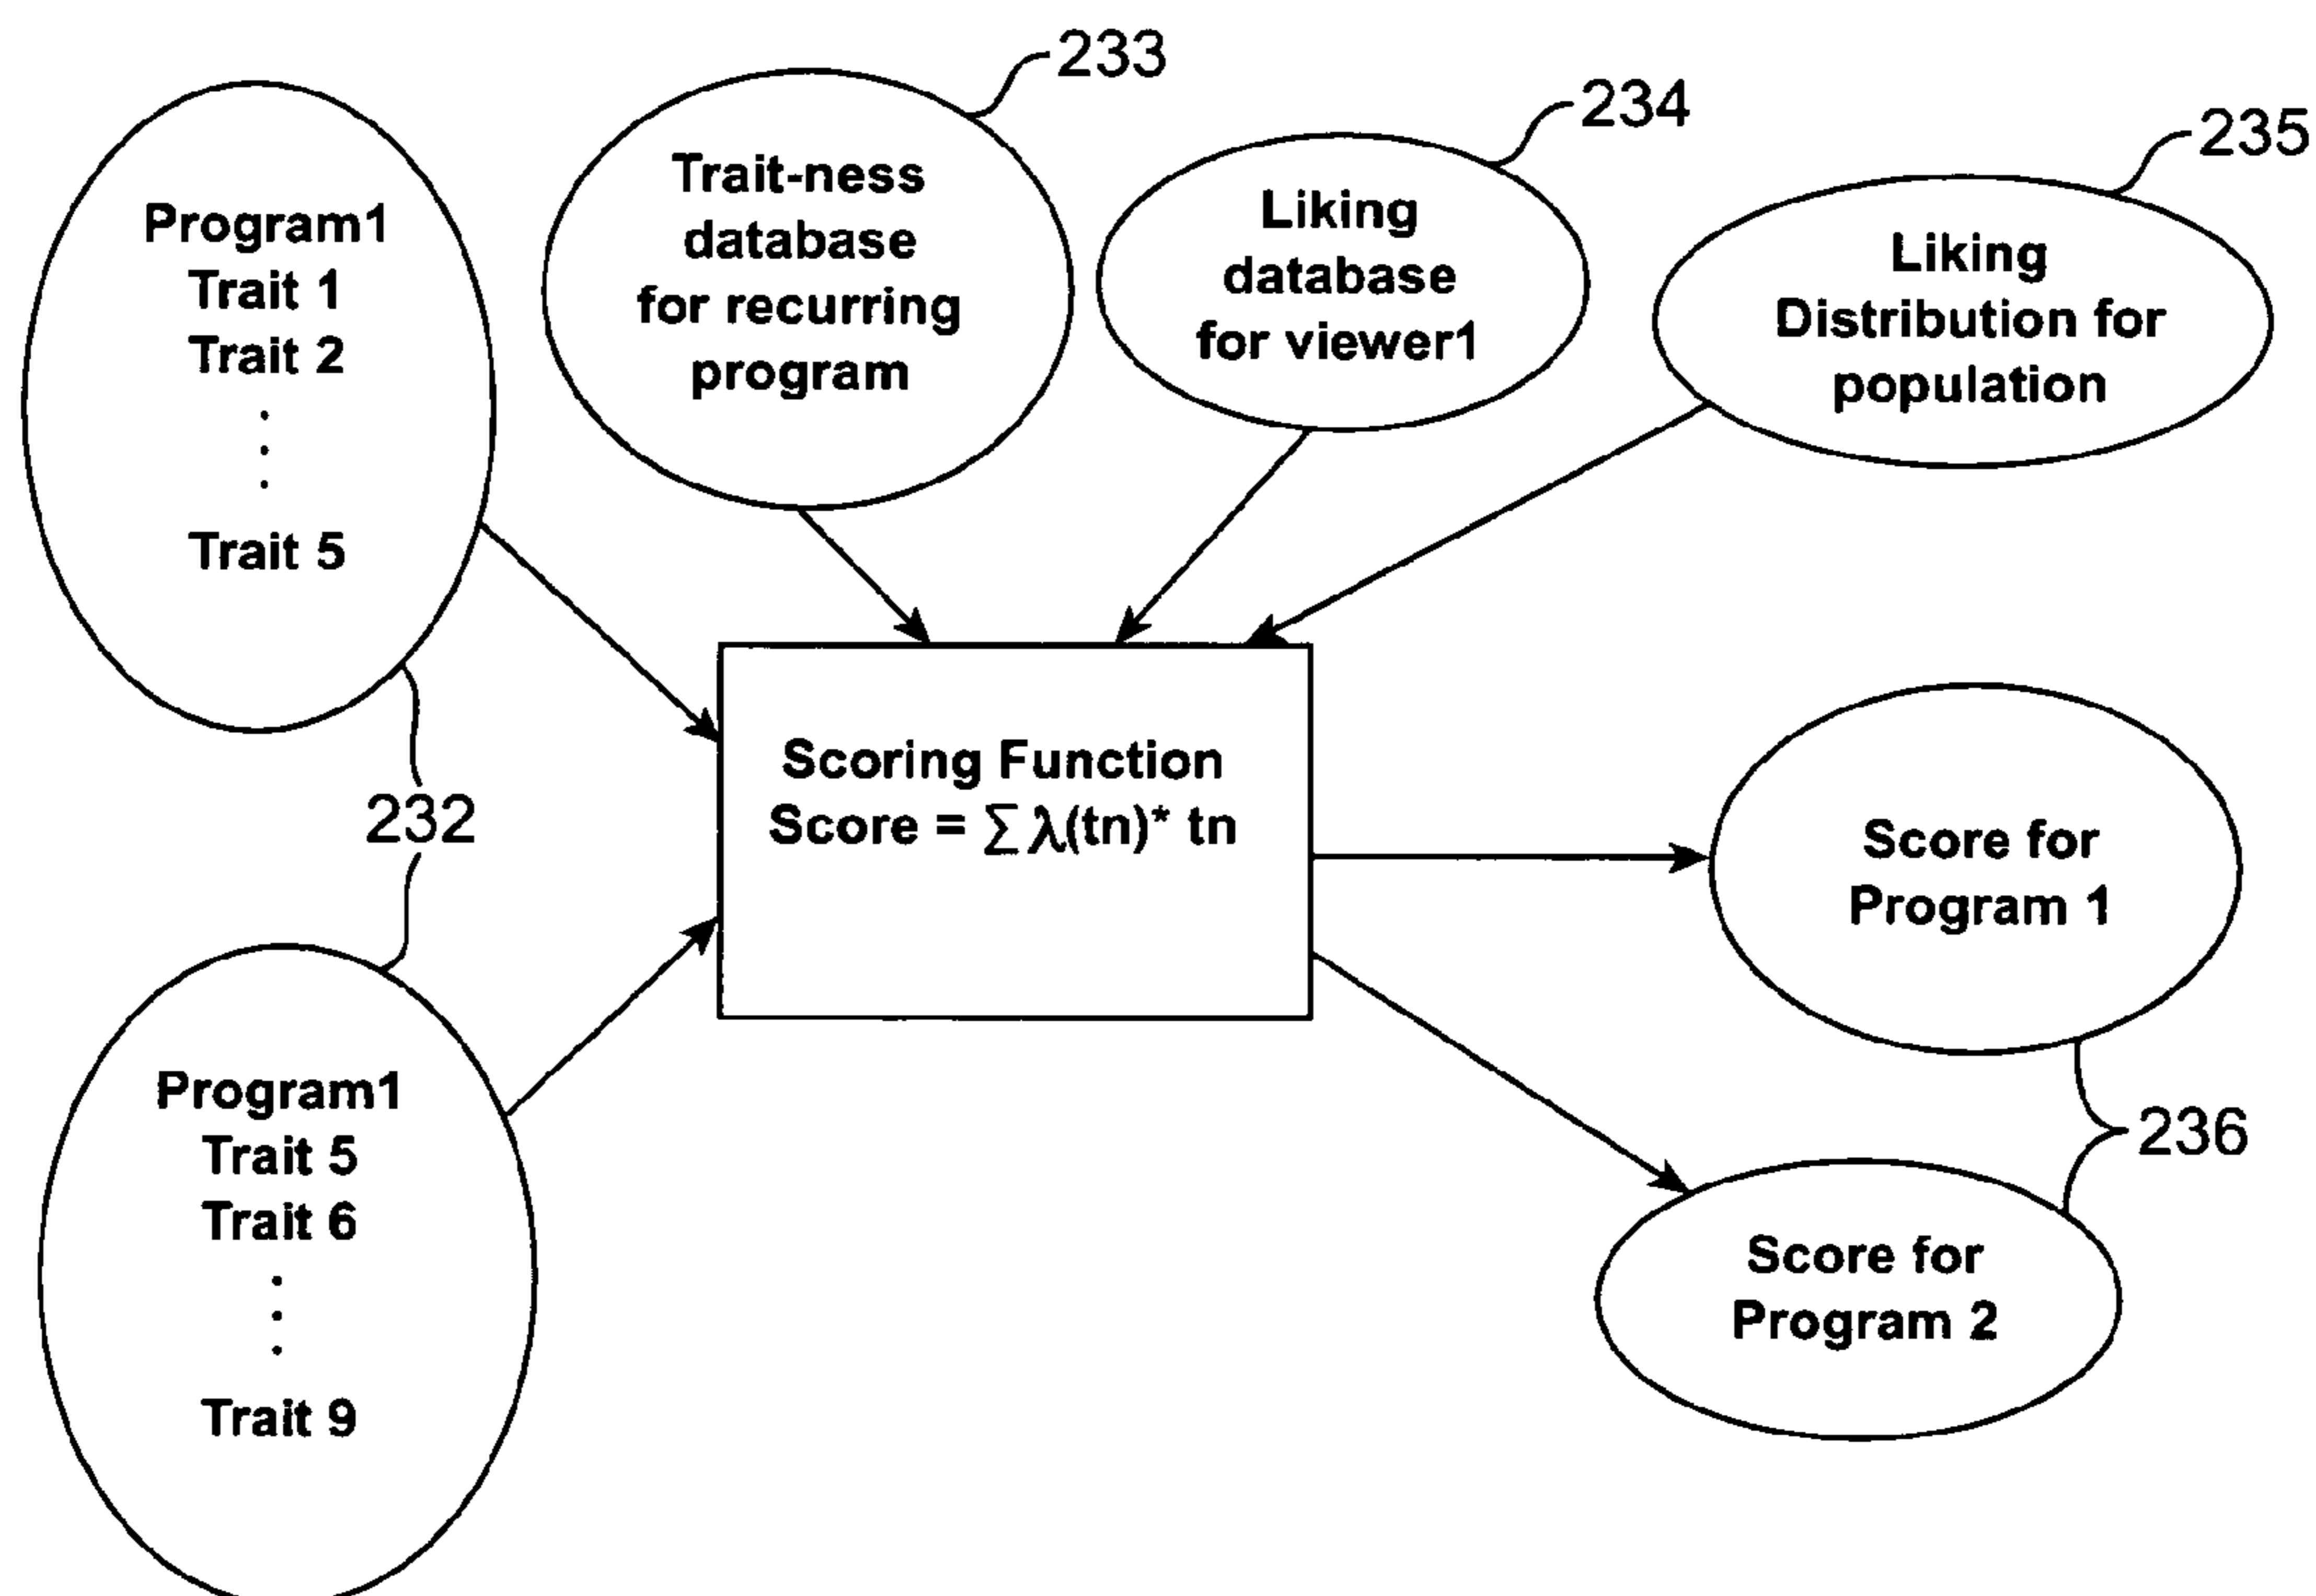 233
234
235
Program1
Trait 1
Trait 2
.
.
.
Trait 5
Trait-ness
database
for recurring
program
Liking
database
for viewer1
Liking
Distribution for
population
232
Scoring Function
Score = ∑ λ(tn)* tn
Score for
Program 1
236
Program1
Trait 5
Trait 6
.
.
.
Trait 9
Score for
Program 2